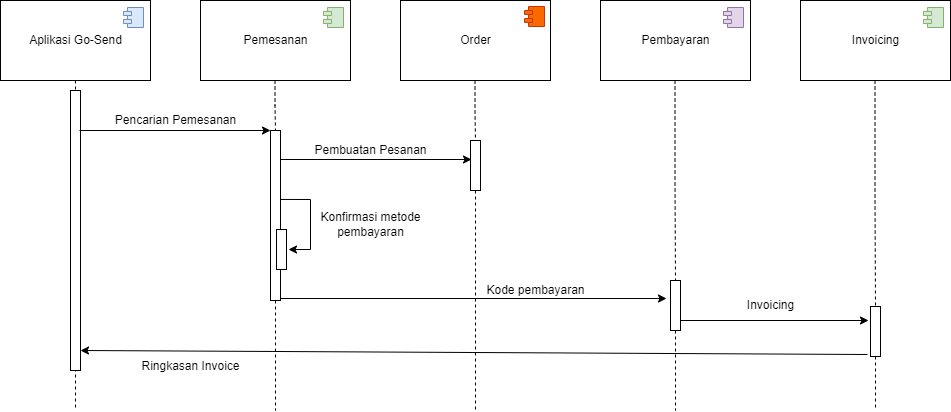 Aplikasi Go-Send
Pemesanan
Order
Pembayaran
Invoicing
Pencarian Pemesanan
Pembuatan Pesanan
Konfirmasi metode
pembayaran
Kode pembayaran
Invoicing
Ringkasan Invoice